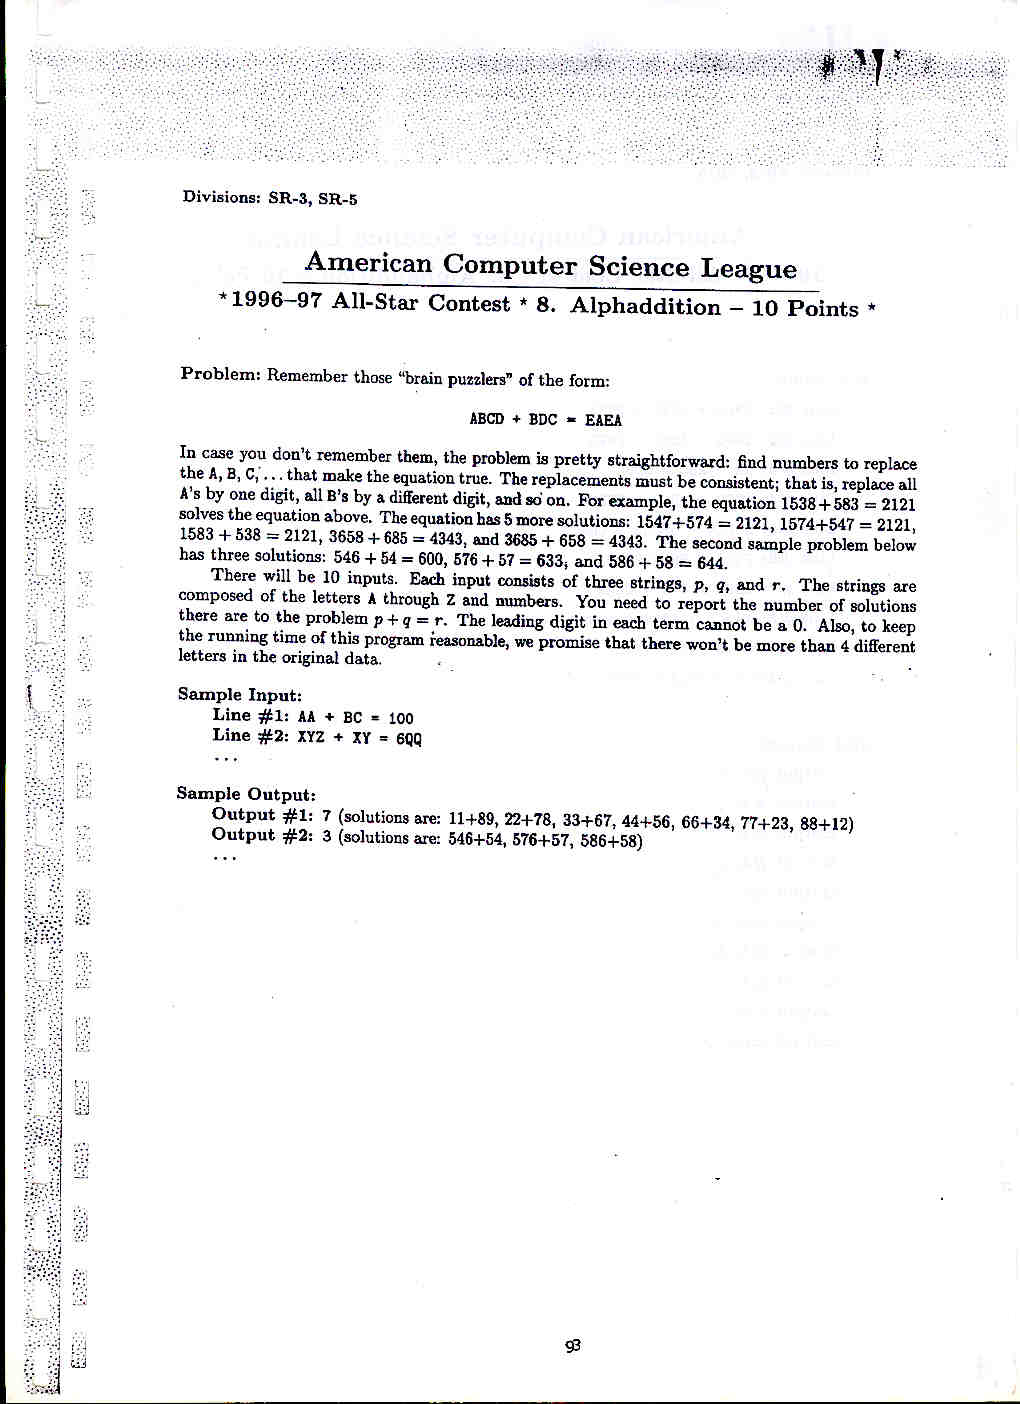 Divisions: SR-3, SR-5
American Computer Science League
*1996–97 All-Star Contest * 8. Alphaddition – 10 Points *
Problem: Remember those “brain puzzlers” of the form:
ABCD + BDC = EAEA
In case you don’t remember them, the problem is pretty straightforward: find numbers to replace
the A, B, C, ... that make the equation true. The replacements must be consistent; that is, replace all
A’s by one digit, all B’s by a different digit, and so on. For example, the equation 1538+583 = 2121
solves the equation above. The equation has 5 more solutions: 1547+574 = 2121, 1574+547 = 2121,
1583 + 538 = 2121, 3658 + 685 = 4343, and 3685 + 658 = 4343. The second sample problem below
has three solutions: 546 + 54 = 600, 576 + 57 = 633, and 586 + 58 = 644.
There will be 10 inputs. Each input consists of three strings, p, q, and r. The strings are
composed of the letters A through Z and numbers. You need to report the number of solutions
there are to the problem p + q = r. The leading digit in each term cannot be a 0. Also, to keep
the running time of this program reasonable, we promise that there won’t be more than 4 different
letters in the original data.
Sample Input:
Line #1: AA + BC = 100
Line #2: XYZ + XY = 6QQ
...
Sample Output:
Output #1: 7 (solutions are: 11+89, 22+78, 33+67, 44+56, 66+34, 77+23, 88+12)
Output #2: 3 (solutions are: 546+54, 576+57, 586+58)
...
93